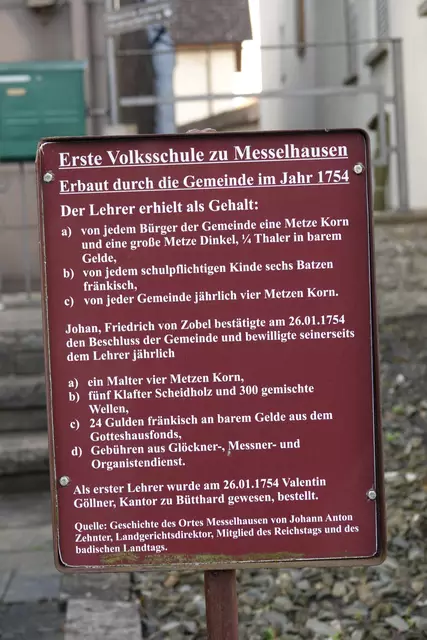 Erste Volksschule zu Messelhausen
Erbaut durch die Gemeinde im Jahr 1754
Der Lehrer erhielt als Gehalt:
a) von jedem Bürger der Gemeinde eine Metze Korn
und eine große Metze Dinkel, ¼ Thaler in barem
Gelde,
b) von jedem schulpflichtigen Kinde sechs Batzen
fränkisch,
c) von jeder Gemeinde jährlich vier Metzen Korn.
Johan, Friedrich von Zobel bestätigte am 26.01.1754
den Beschluss der Gemeinde und bewilligte seinerseits
dem Lehrer jährlich
a) ein Malter vier Metzen Korn,
b) fünf Klafter Scheidholz und 300 gemischte
Wellen,
c) 24 Gulden fränkisch an barem Gelde aus dem
Gotteshausfonds,
d) Gebühren aus Glöckner-, Messner- und
Organistendienst.
Als erster Lehrer wurde am 26.01.1754 Valentin
Göllner, Kantor zu Bütthard gewesen, bestellt.
Quelle: Geschichte des Ortes Messelhausen von Johann Anton
Zehnter, Landgerichtsdirektor, Mitglied des Reichstags und des
badischen Landtags.